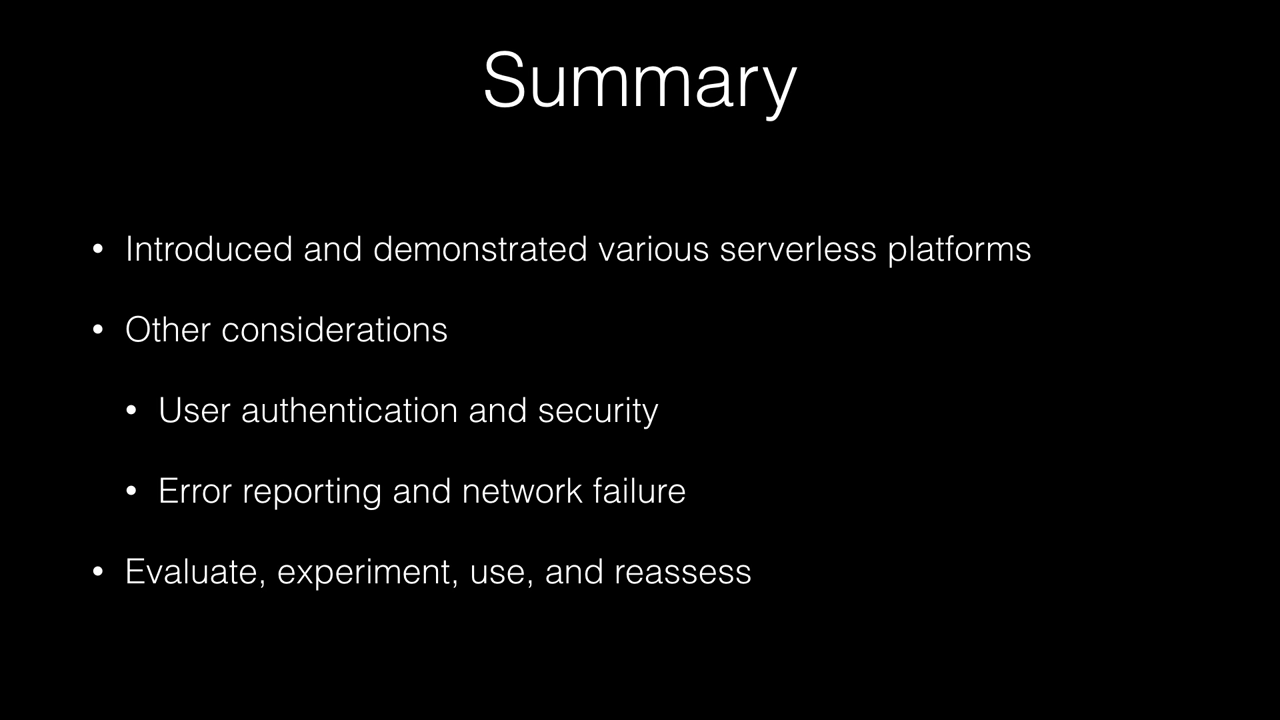 Summary
• Introduced and demonstrated various serverless platforms
• Other considerations
• User authentication and security
• Error reporting and network failure
• Evaluate, experiment, use, and reassess